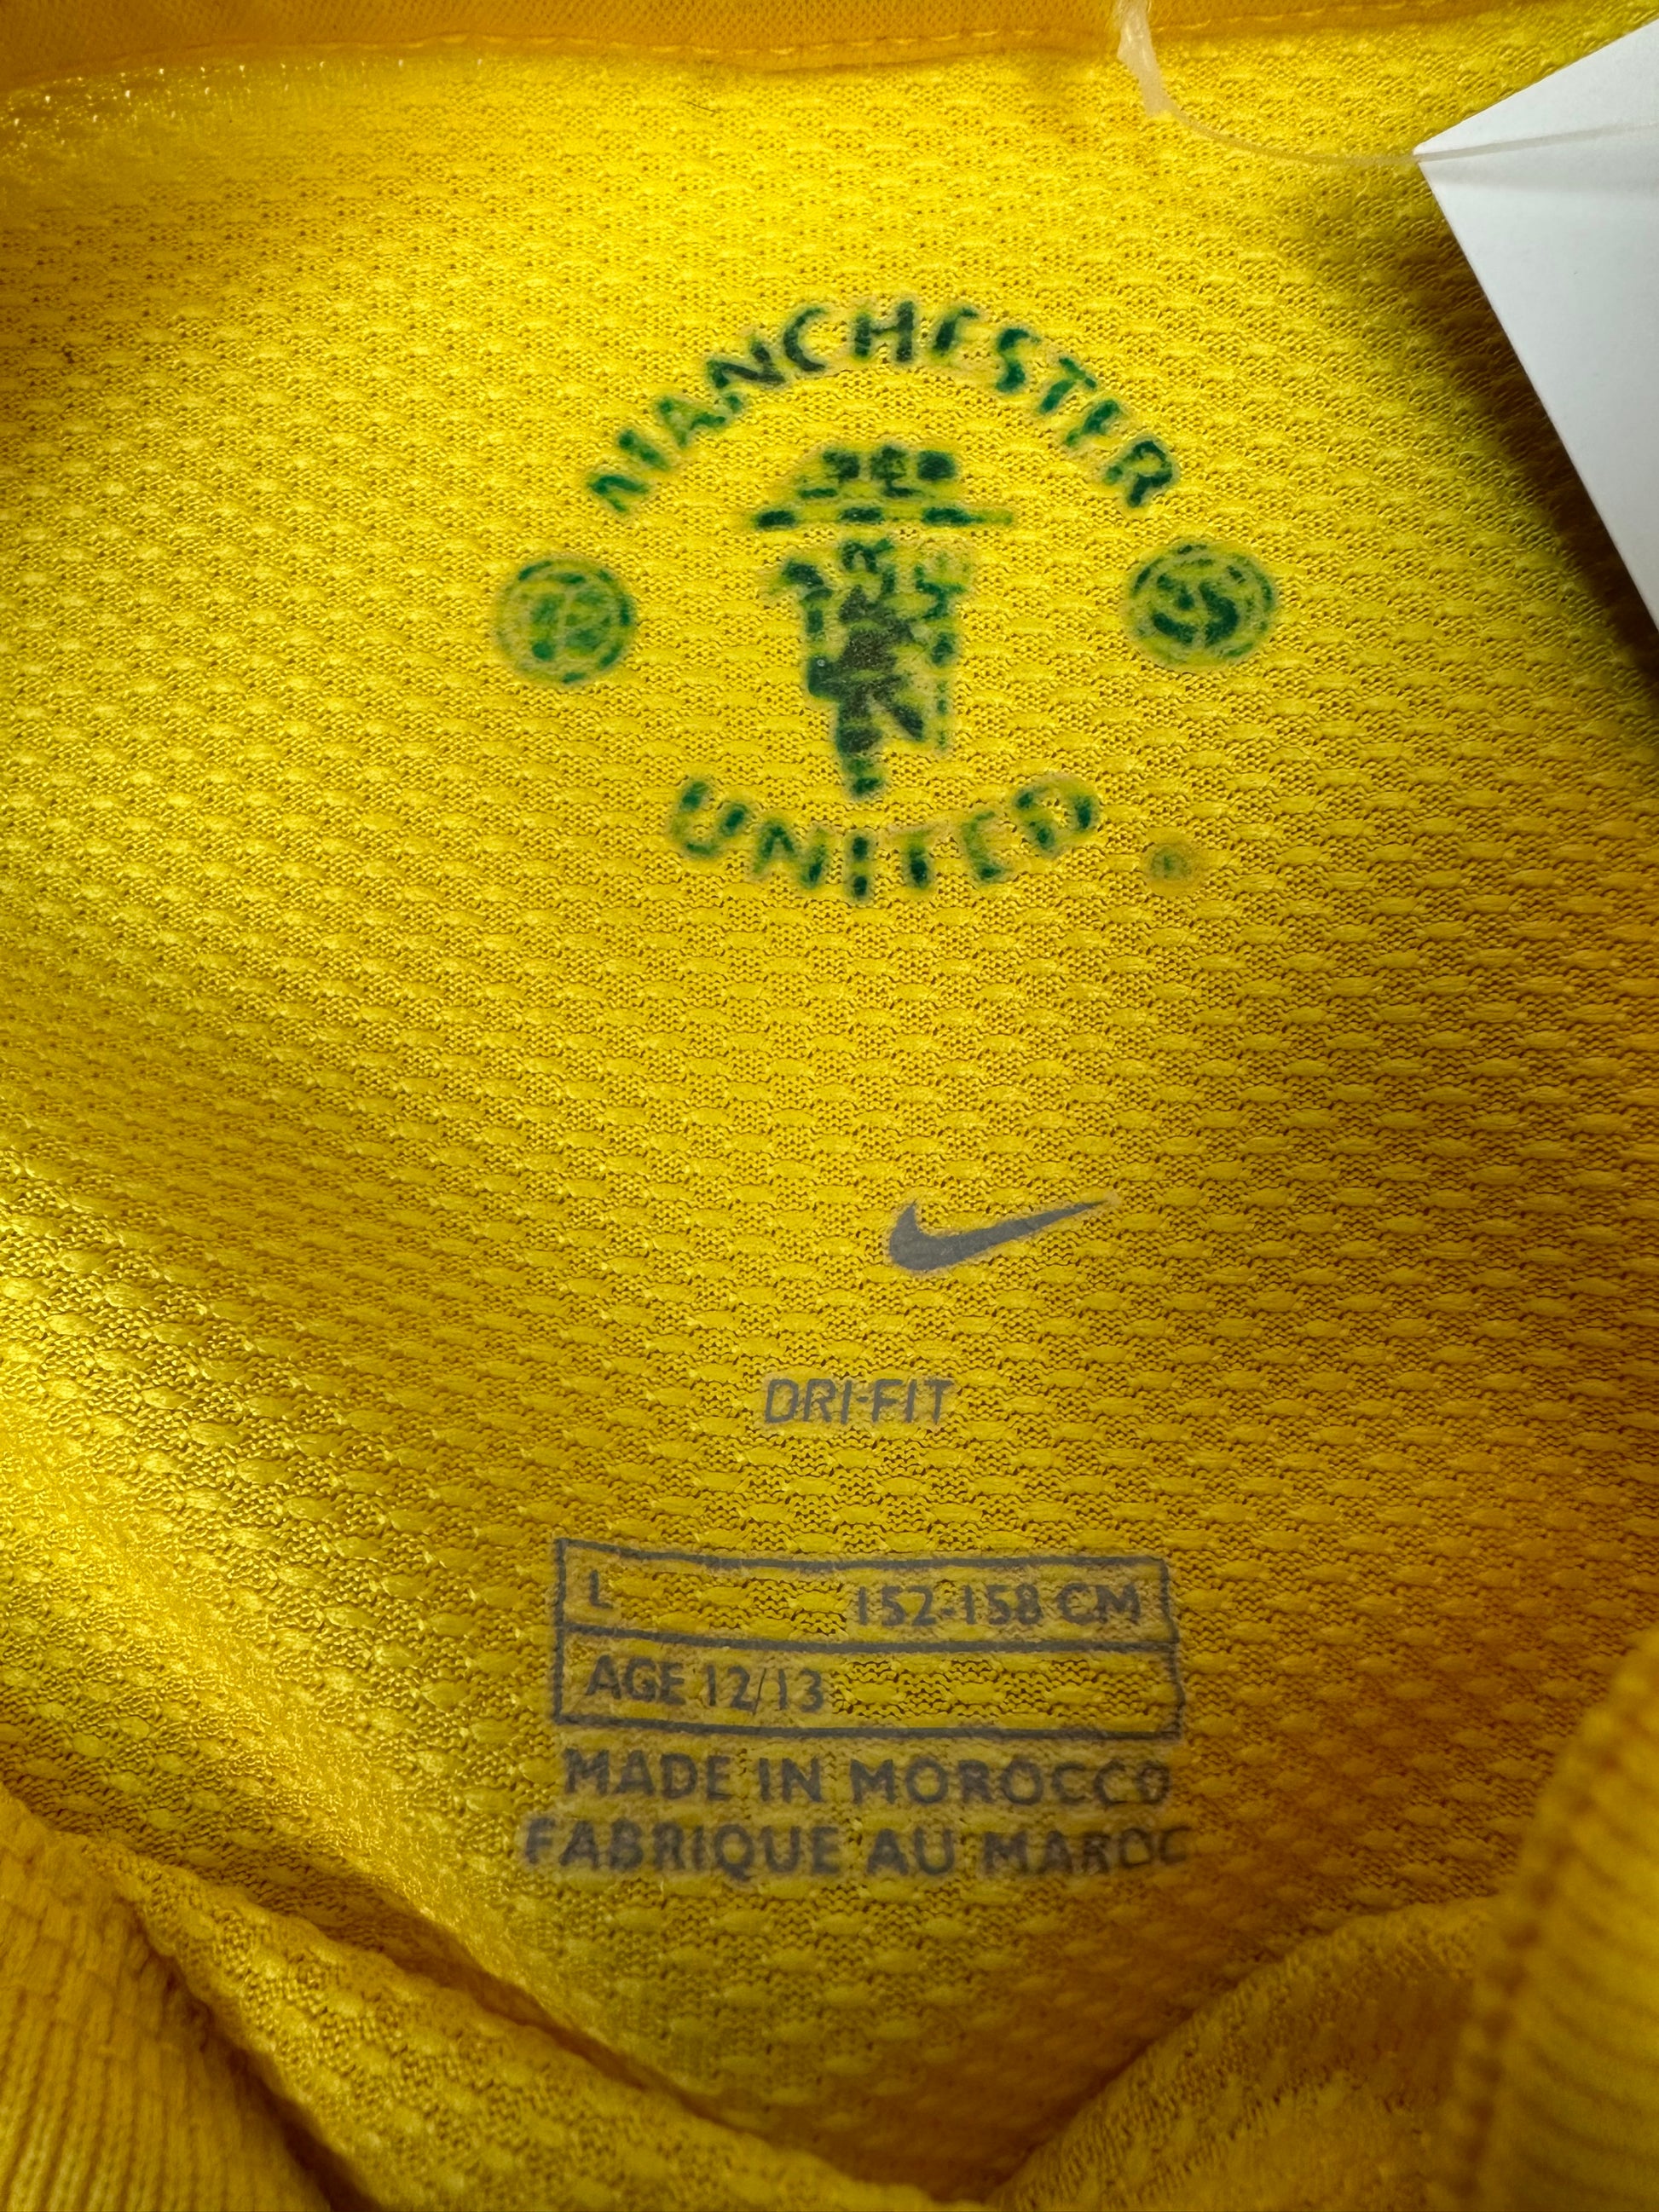 MANCHESTER
UNITED
DRI-FIT
L 152-158 CM
AGE 12/13
MADE IN MOROCCO
FABRIQUE AU MAROC